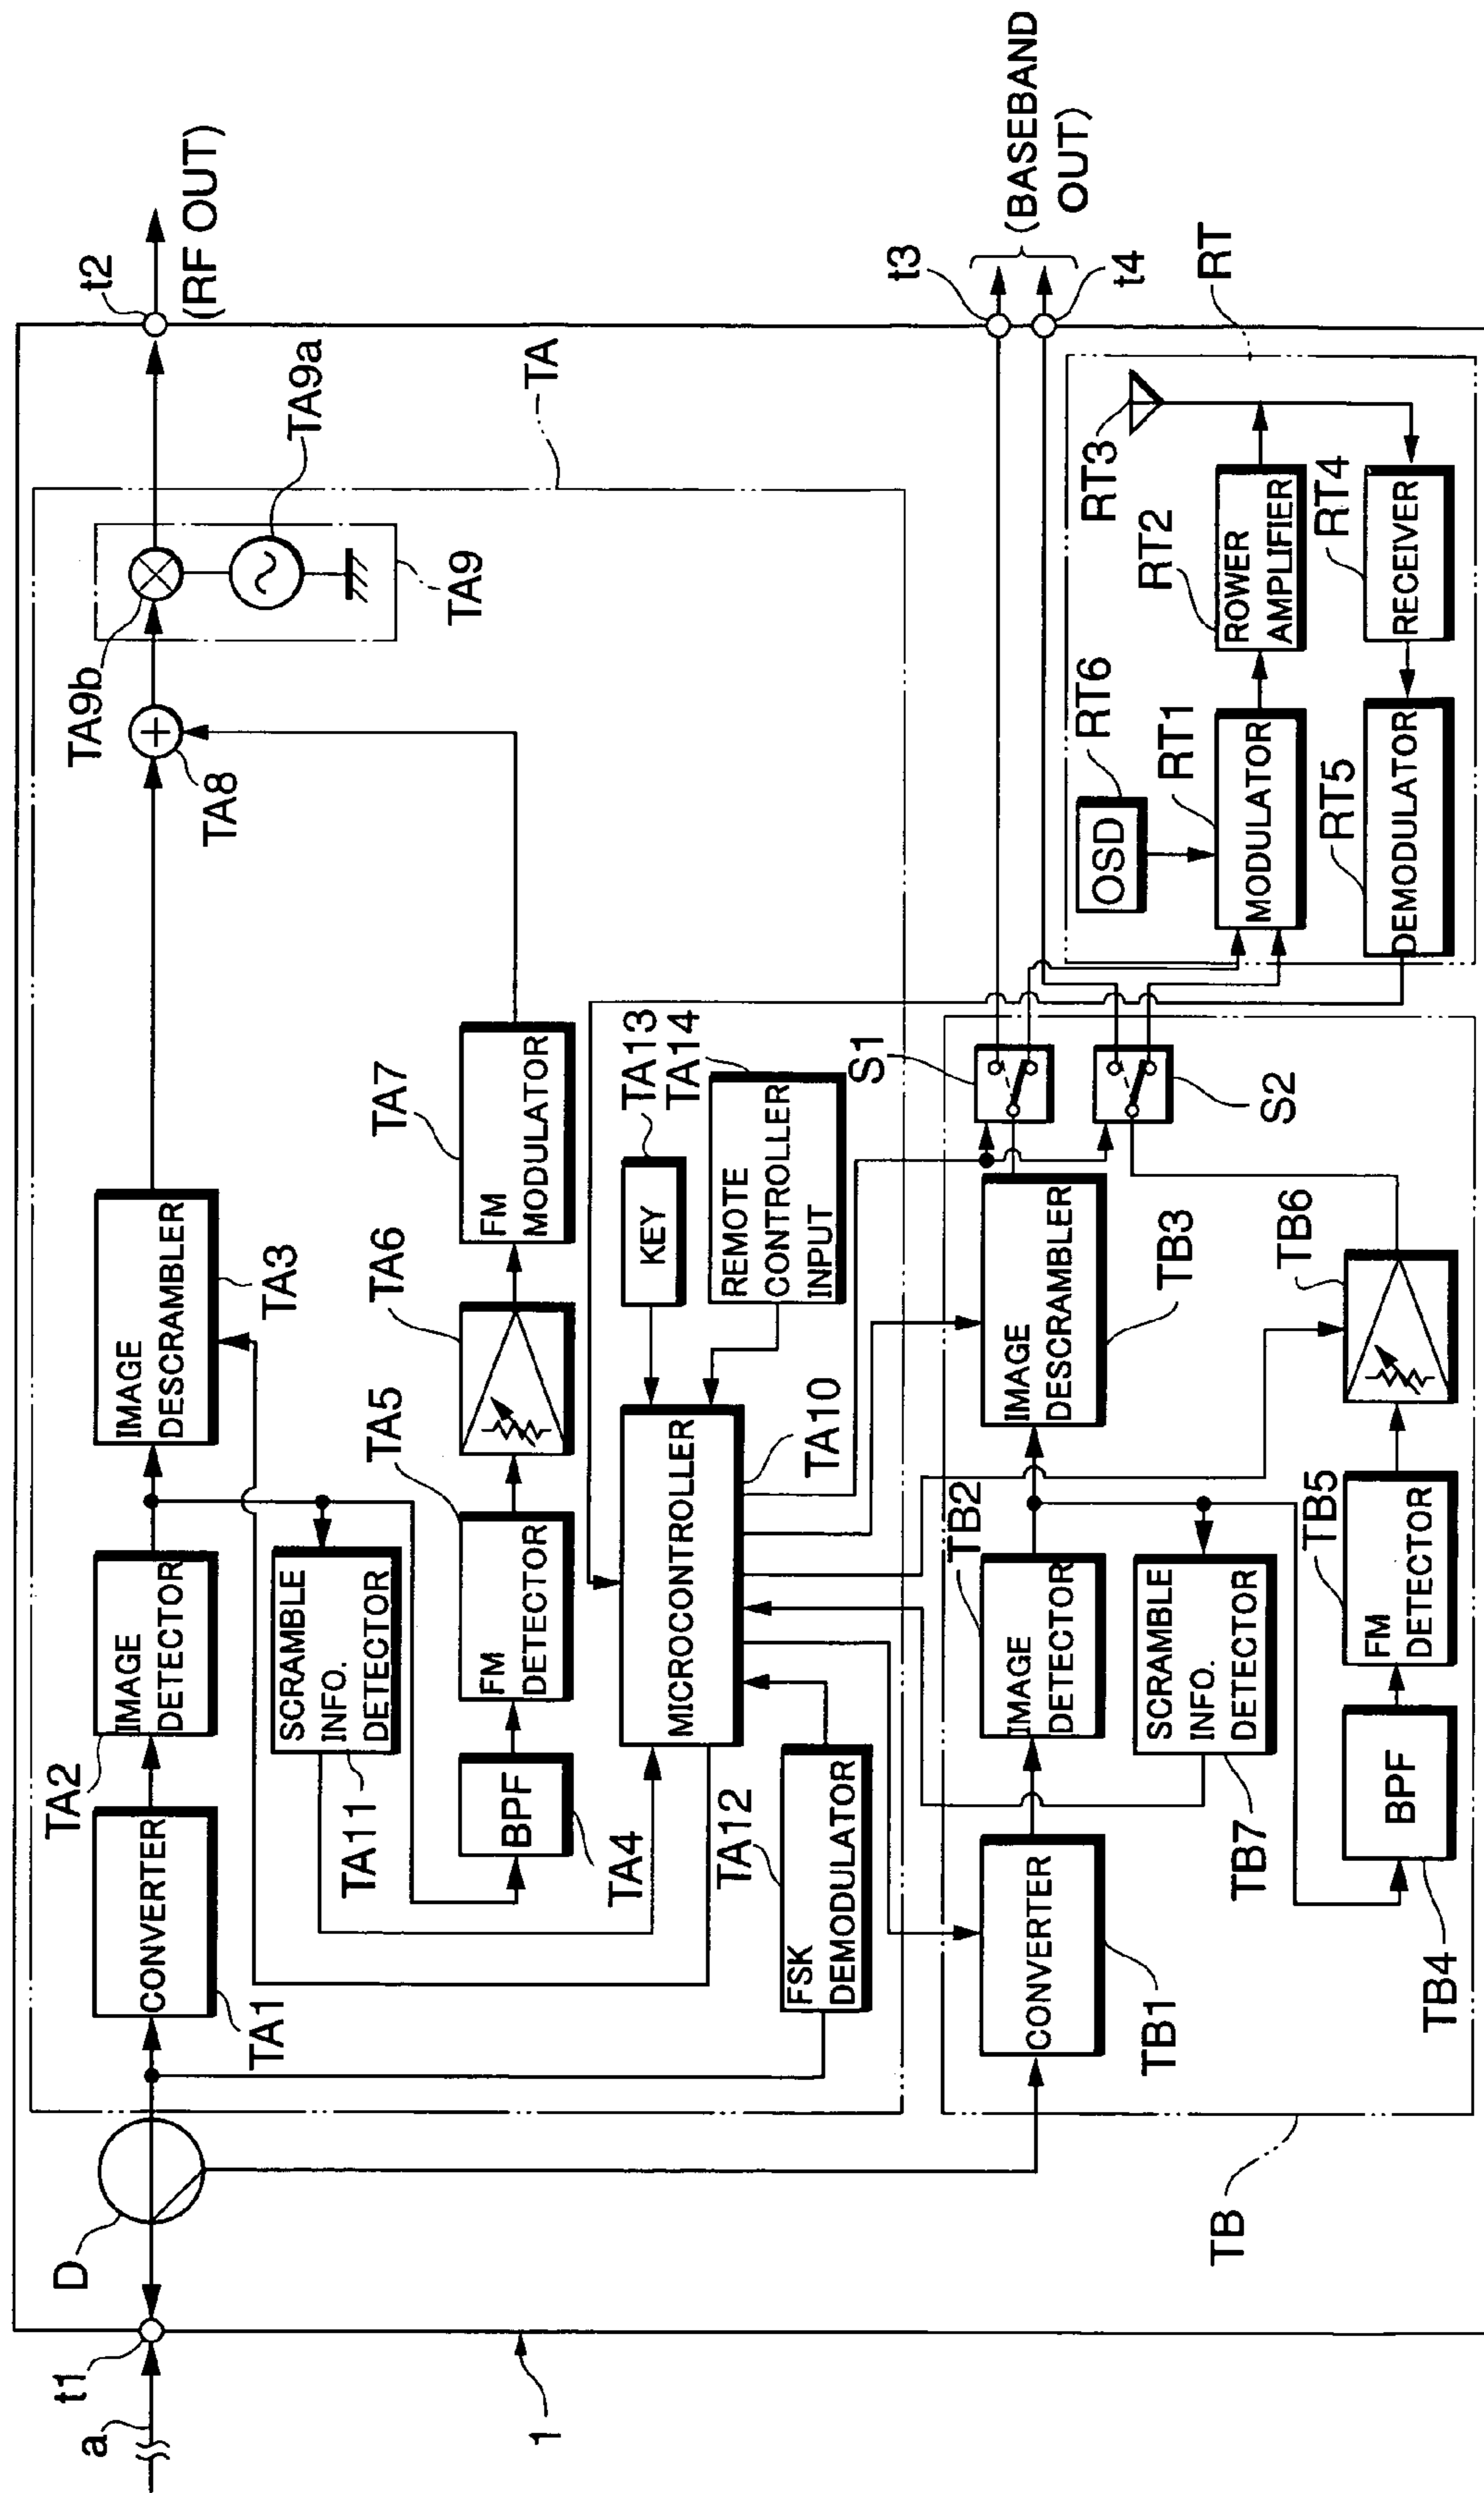 a
t1
D
1
TA1
CONVERTER
TA2
IMAGE
DETECTOR
IMAGE
DESCRAMBLER
TA3
TA8
TA9b
TA9a
TA9
TA
t2
(RF OUT)
SCRAMBLE
INFO.
DETECTOR
TA11
BPF
TA4
FM
DETECTOR
TA5
TA6
FM
MODULATOR
TA7
FSK
DEMODULATOR
TA12
MICROCONTROLLER
TA10
KEY
TA13
REMOTE
CONTROLLER
INPUT
TA14
TB
CONVERTER
TB1
IMAGE
DETECTOR
TB2
IMAGE
DESCRAMBLER
TB3
SCRAMBLE
INFO.
DETECTOR
TB7
BPF
TB4
FM
DETECTOR
TB5
TB6
S1
S2
t3
t4
(BASEBAND
OUT)
RT
OSD
RT6
MODULATOR
RT1
ROWER
AMPLIFIER
RT2
RT3
RECEIVER
RT4
DEMODULATOR
RT5